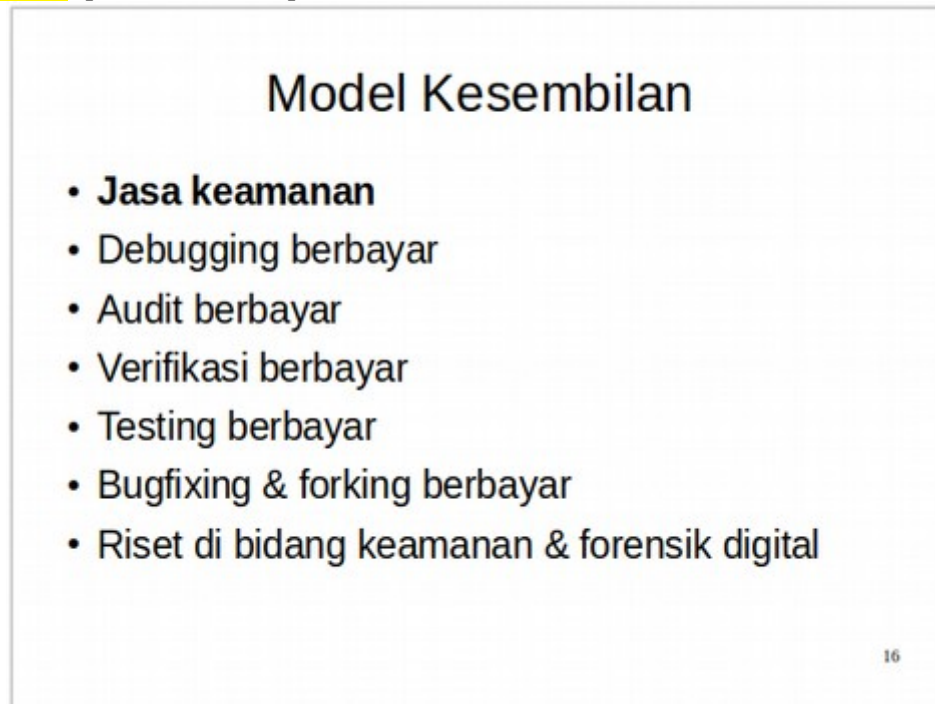 Model Kesembilan
• Jasa keamanan
• Debugging berbayar
• Audit berbayar
• Verifikasi berbayar
• Testing berbayar
• Bugfixing & forking berbayar
• Riset di bidang keamanan & forensik digital
16